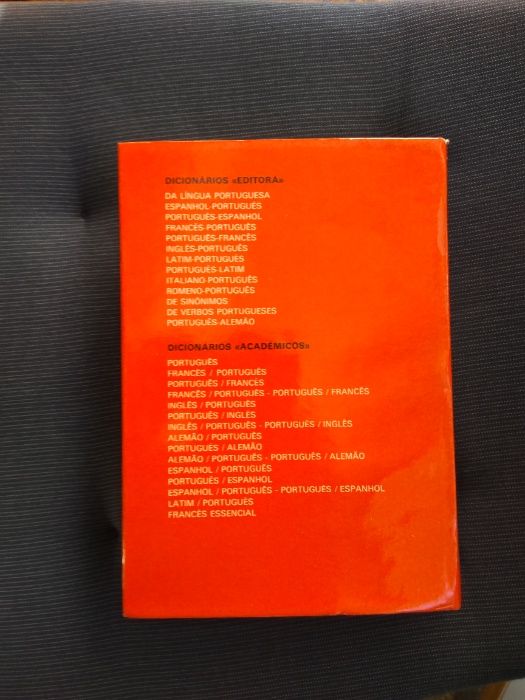 DICIONÁRIOS «EDITORA»
DA LÍNGUA PORTUGUESA
ESPANHOL-PORTUGUÊS
PORTUGUÊS-ESPANHOL
FRANCÊS-PORTUGUÊS
PORTUGUÊS-FRANCÊS
INGLÊS-PORTUGUÊS
LATIM-PORTUGUÊS
PORTUGUÊS-LATIM
ITALIANO-PORTUGUÊS
ROMENO-PORTUGUÊS
DE SINÓNIMOS
DE VERBOS PORTUGUESES
PORTUGUÊS-ALEMÃO
DICIONÁRIOS «ACADÉMICOS»
PORTUGUÊS
FRANCÊS / PORTUGUÊS
PORTUGUÊS / FRANCÊS
FRANCÊS / PORTUGUÊS - PORTUGUÊS / FRANCÊS
INGLÊS / PORTUGUÊS
PORTUGUÊS / INGLÊS
INGLÊS / PORTUGUÊS - PORTUGUÊS / INGLÊS
ALEMÃO / PORTUGUÊS
PORTUGUÊS / ALEMÃO
ALEMÃO / PORTUGUÊS - PORTUGUÊS / ALEMÃO
ESPANHOL / PORTUGUÊS
PORTUGUÊS / ESPANHOL
ESPANHOL / PORTUGUÊS - PORTUGUÊS / ESPANHOL
LATIM / PORTUGUÊS
FRANCÊS ESSENCIAL